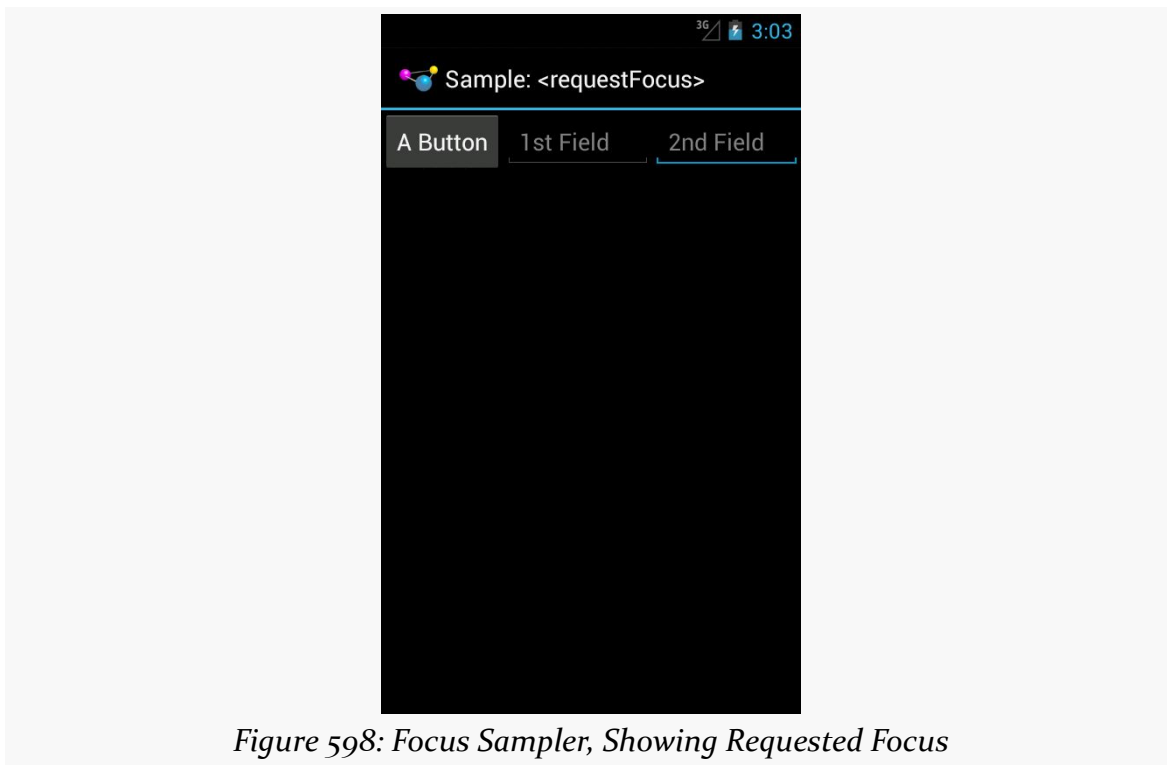 3G 3:03
Sample: <requestFocus>
A Button 1st Field 2nd Field
Figure 598: Focus Sampler, Showing Requested Focus